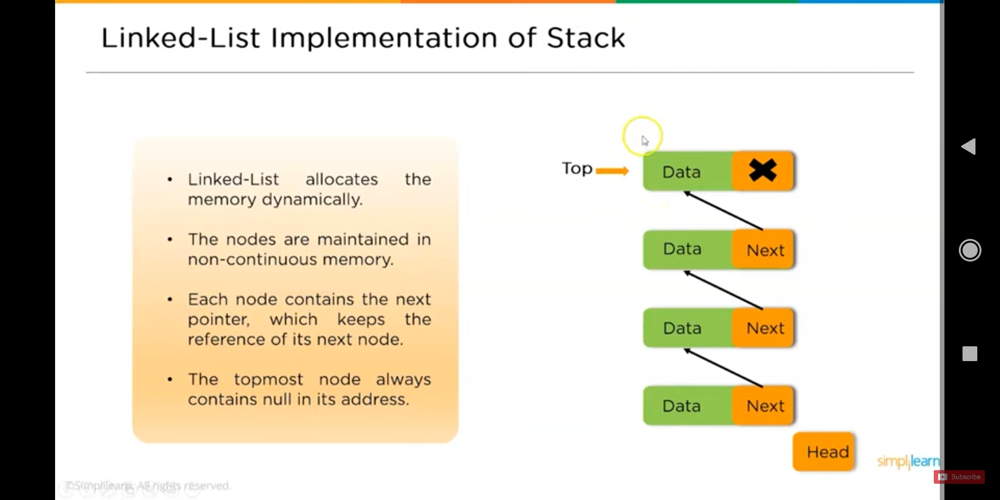 Linked-List Implementation of Stack
• Linked-List allocates the
memory dynamically.
• The nodes are maintained in
non-continuous memory.
• Each node contains the next
pointer, which keeps the
reference of its next node.
• The topmost node always
contains null in its address.
Top
Data
Data Next
Data Next
Data Next
Head
simplilearn
Subscribe
©Simplilearn. All rights reserved.